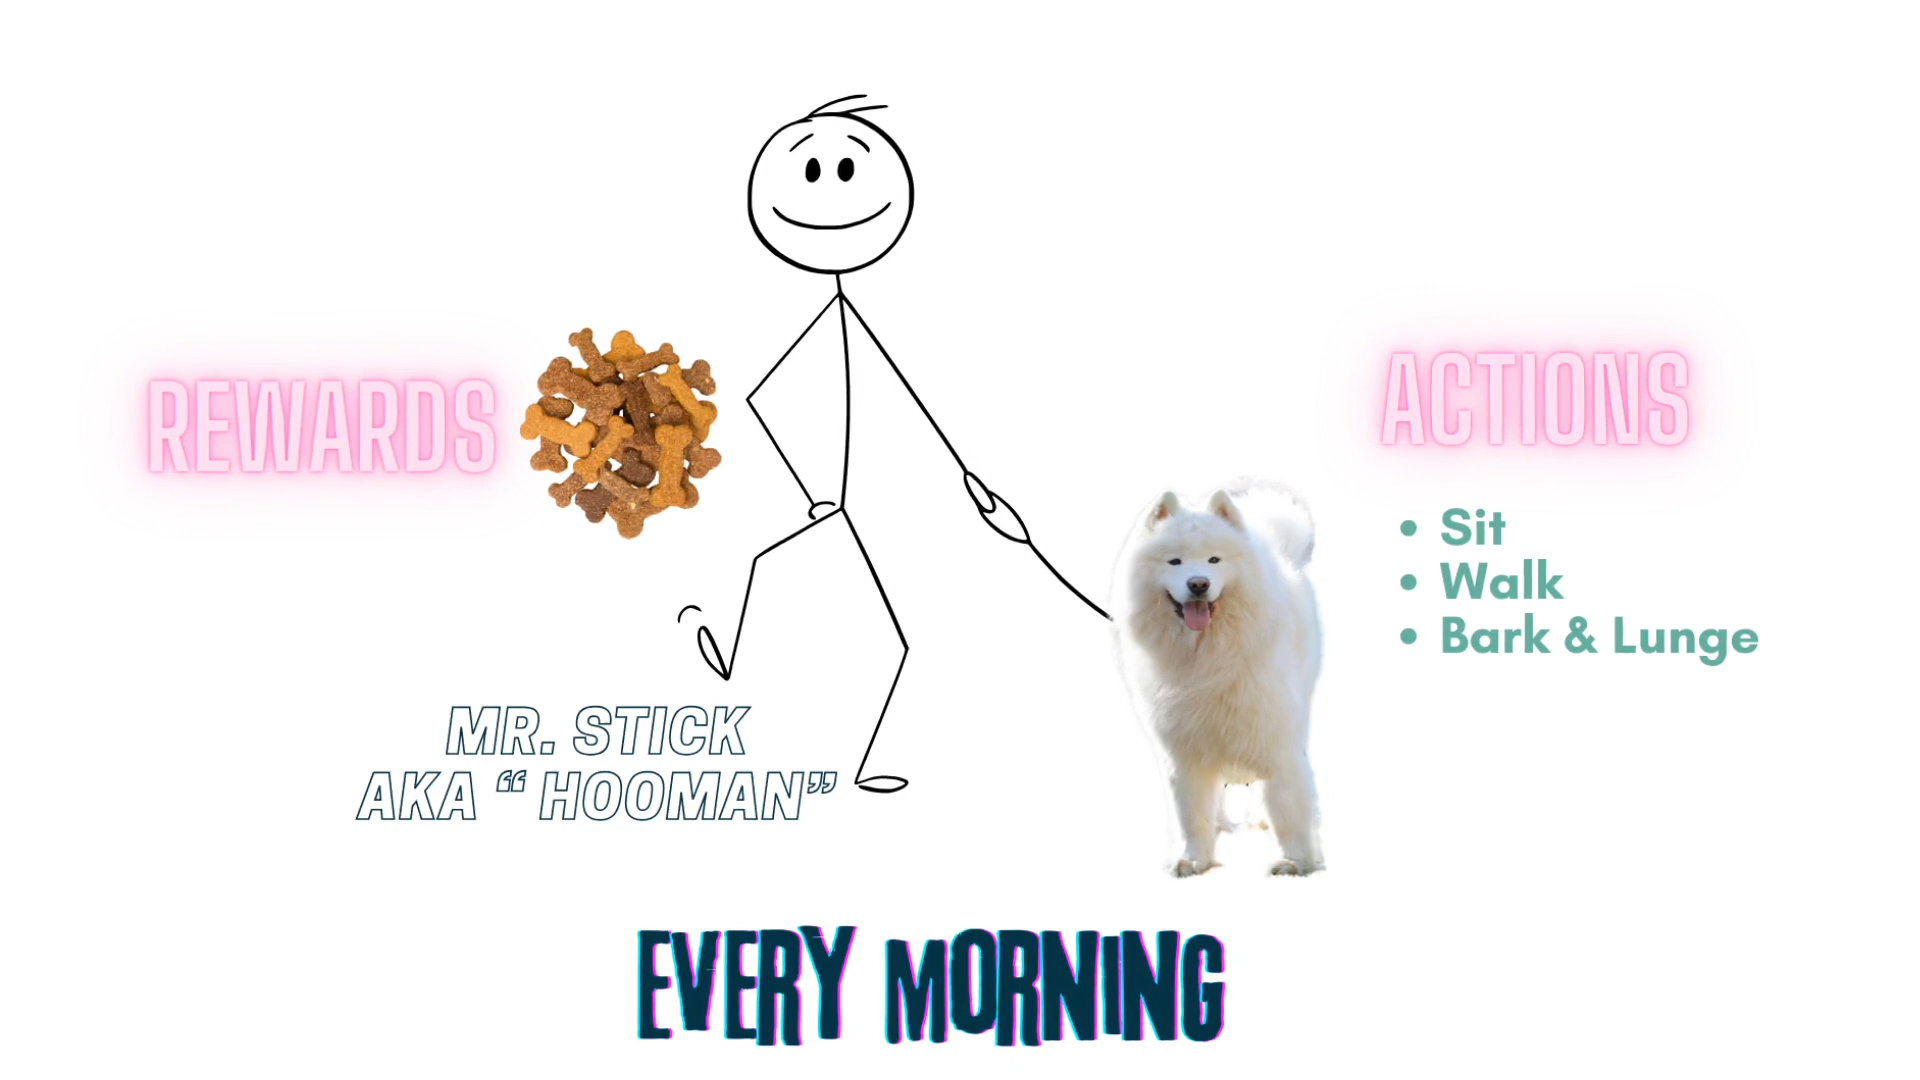 REWARDS
ACTIONS
• Sit
• Walk
• Bark & Lunge
MR. STICK
AKA “ HOOMAN”
EVERY MORNING